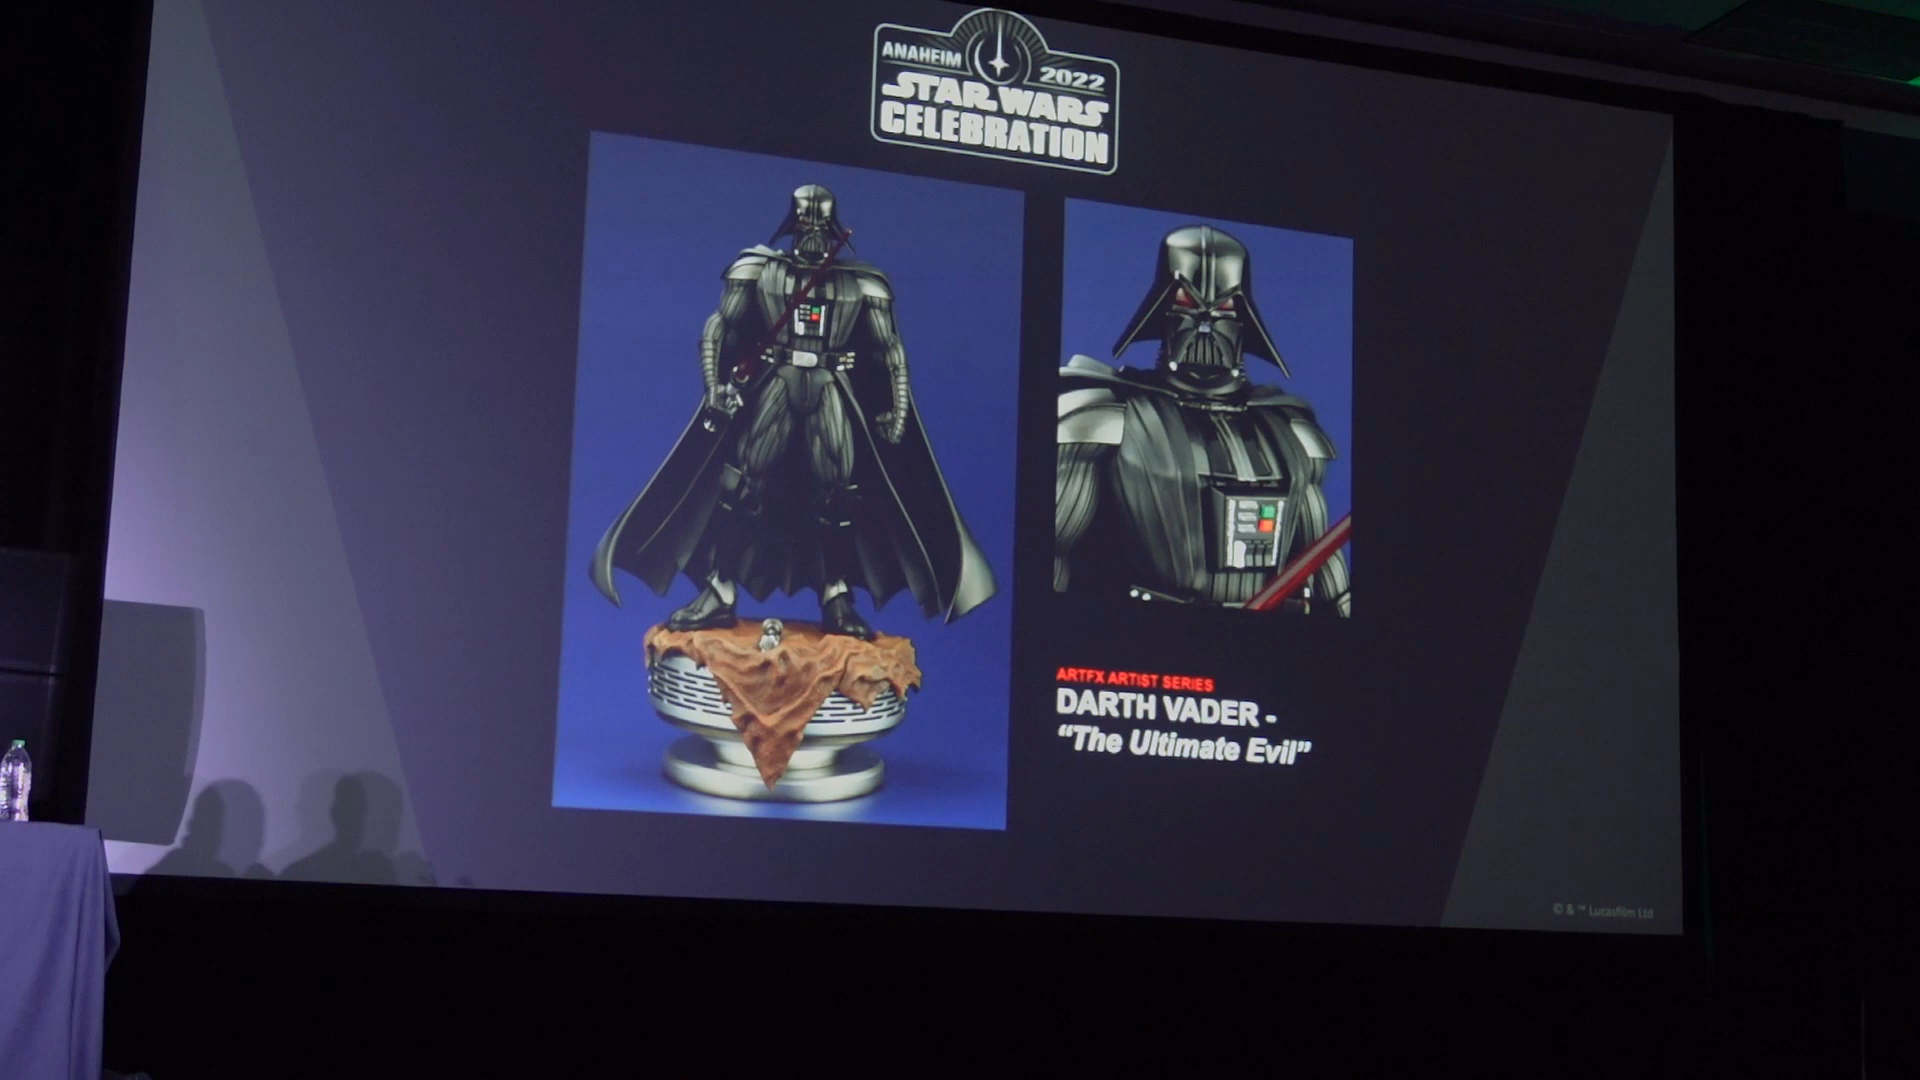 ANAHEIM 2022
STAR WARS
CELEBRATION
ARTFX ARTIST SERIES
DARTH VADER -
“The Ultimate Evil”
© & ™ Lucasfilm Ltd